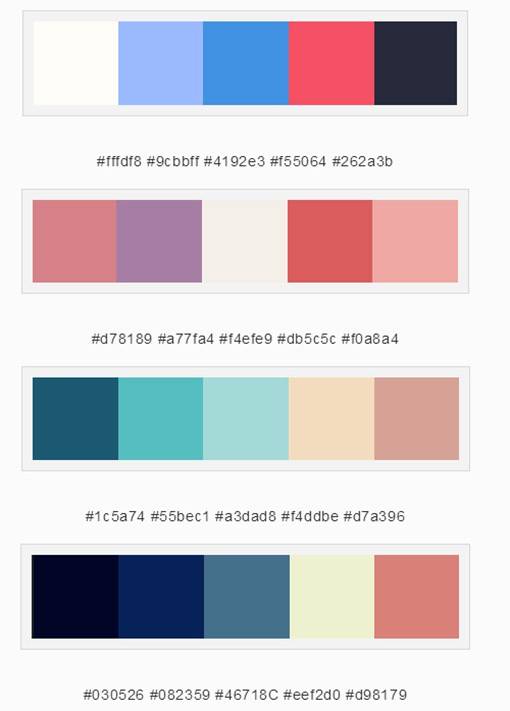 #fffdf8 #9cbbff #4192e3 #f55064 #262a3b
#d78189 #a77fa4 #f4efe9 #db5c5c #f0a8a4
#1c5a74 #55bec1 #a3dad8 #f4ddbe #d7a396
#030526 #082359 #46718C #eef2d0 #d98179